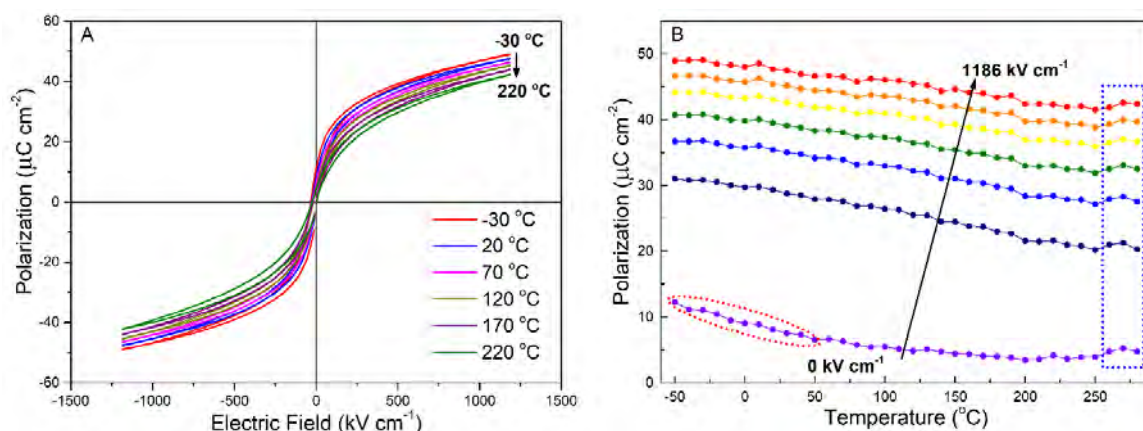 A
60
40
20
0
-20
-40
-60
-1500 -1000 -500 0 500 1000 1500
Polarization (μC cm⁻²)
Electric Field (kV cm⁻¹)
-30 °C
220 °C
-30 °C
20 °C
70 °C
120 °C
170 °C
220 °C
B
50
40
30
20
10
0
-50 0 50 100 150 200 250
Polarization (μC cm⁻²)
Temperature (°C)
1186 kV cm⁻¹
0 kV cm⁻¹